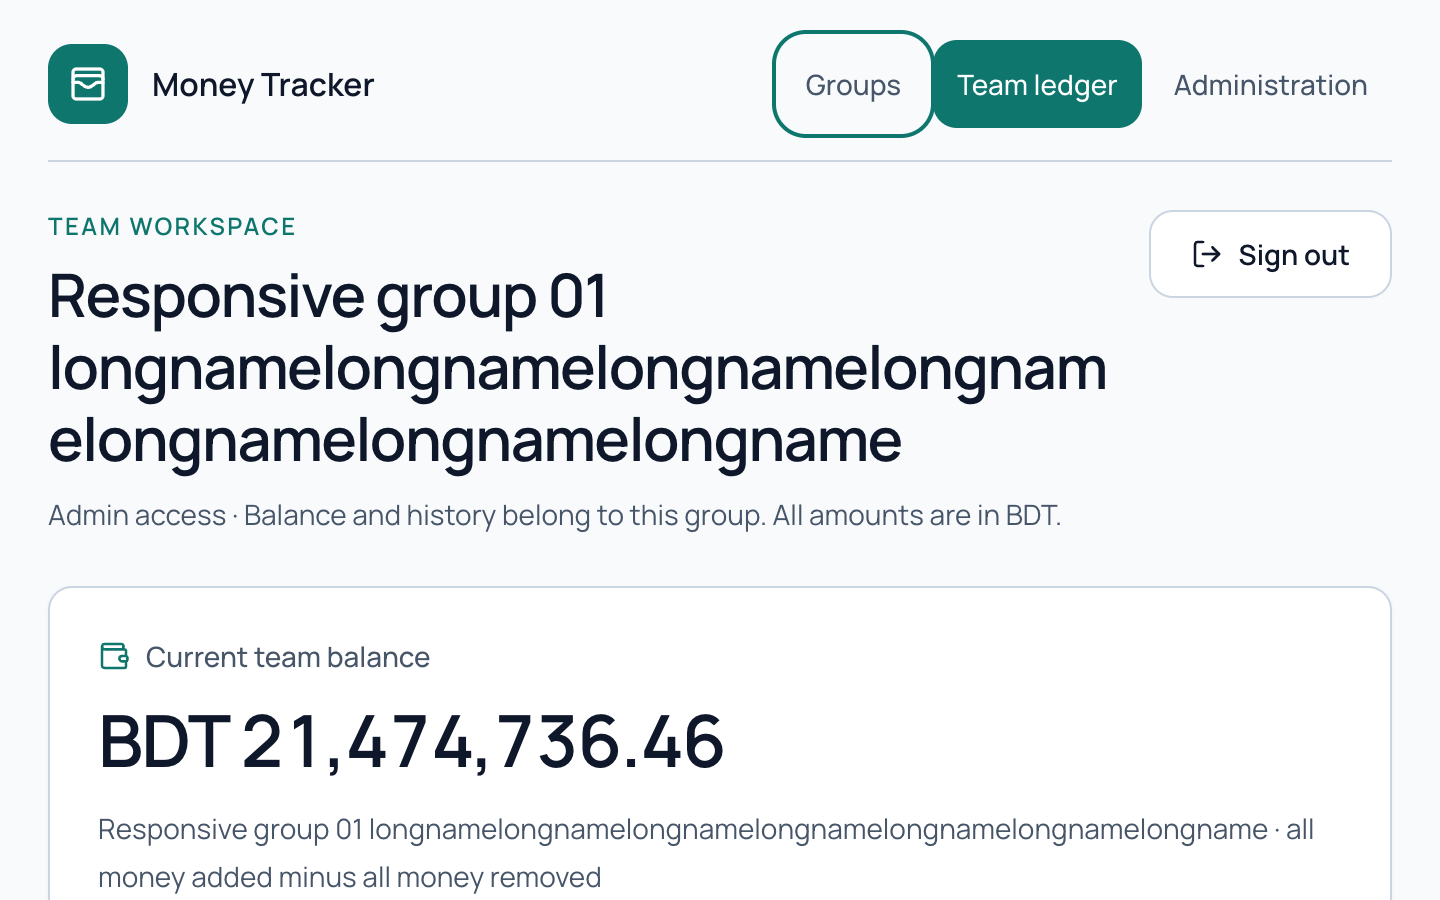 Money Tracker
Groups
Team ledger
Administration
TEAM WORKSPACE
Sign out
Responsive group 01
longnamelongnamelongnamelongnam
elongnamelongnamelongname
Admin access · Balance and history belong to this group. All amounts are in BDT.
Current team balance
BDT 21,474,736.46
Responsive group 01 longnamelongnamelongnamelongnamelongnamelongnamelongname · all
money added minus all money removed